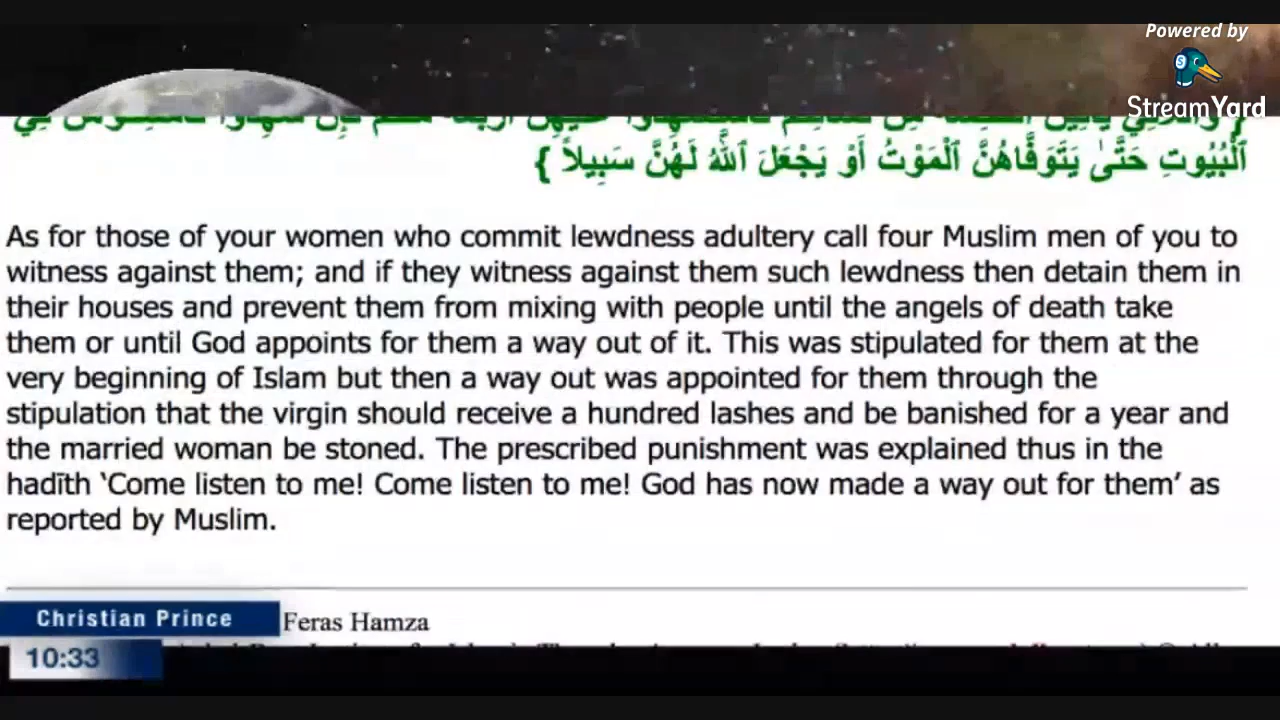 Powered by
StreamYard
ٱلْبُيُوتِ حَتَّىٰ يَتَوَفَّاهُنَّ ٱلْمَوْتُ أَوْ يَجْعَلَ ٱللَّهُ لَهُنَّ سَبِيلاً }
As for those of your women who commit lewdness adultery call four Muslim men of you to
witness against them; and if they witness against them such lewdness then detain them in
their houses and prevent them from mixing with people until the angels of death take
them or until God appoints for them a way out of it. This was stipulated for them at the
very beginning of Islam but then a way out was appointed for them through the
stipulation that the virgin should receive a hundred lashes and be banished for a year and
the married woman be stoned. The prescribed punishment was explained thus in the
hadīth ‘Come listen to me! Come listen to me! God has now made a way out for them’ as
reported by Muslim.
Christian Prince
Feras Hamza
10:33